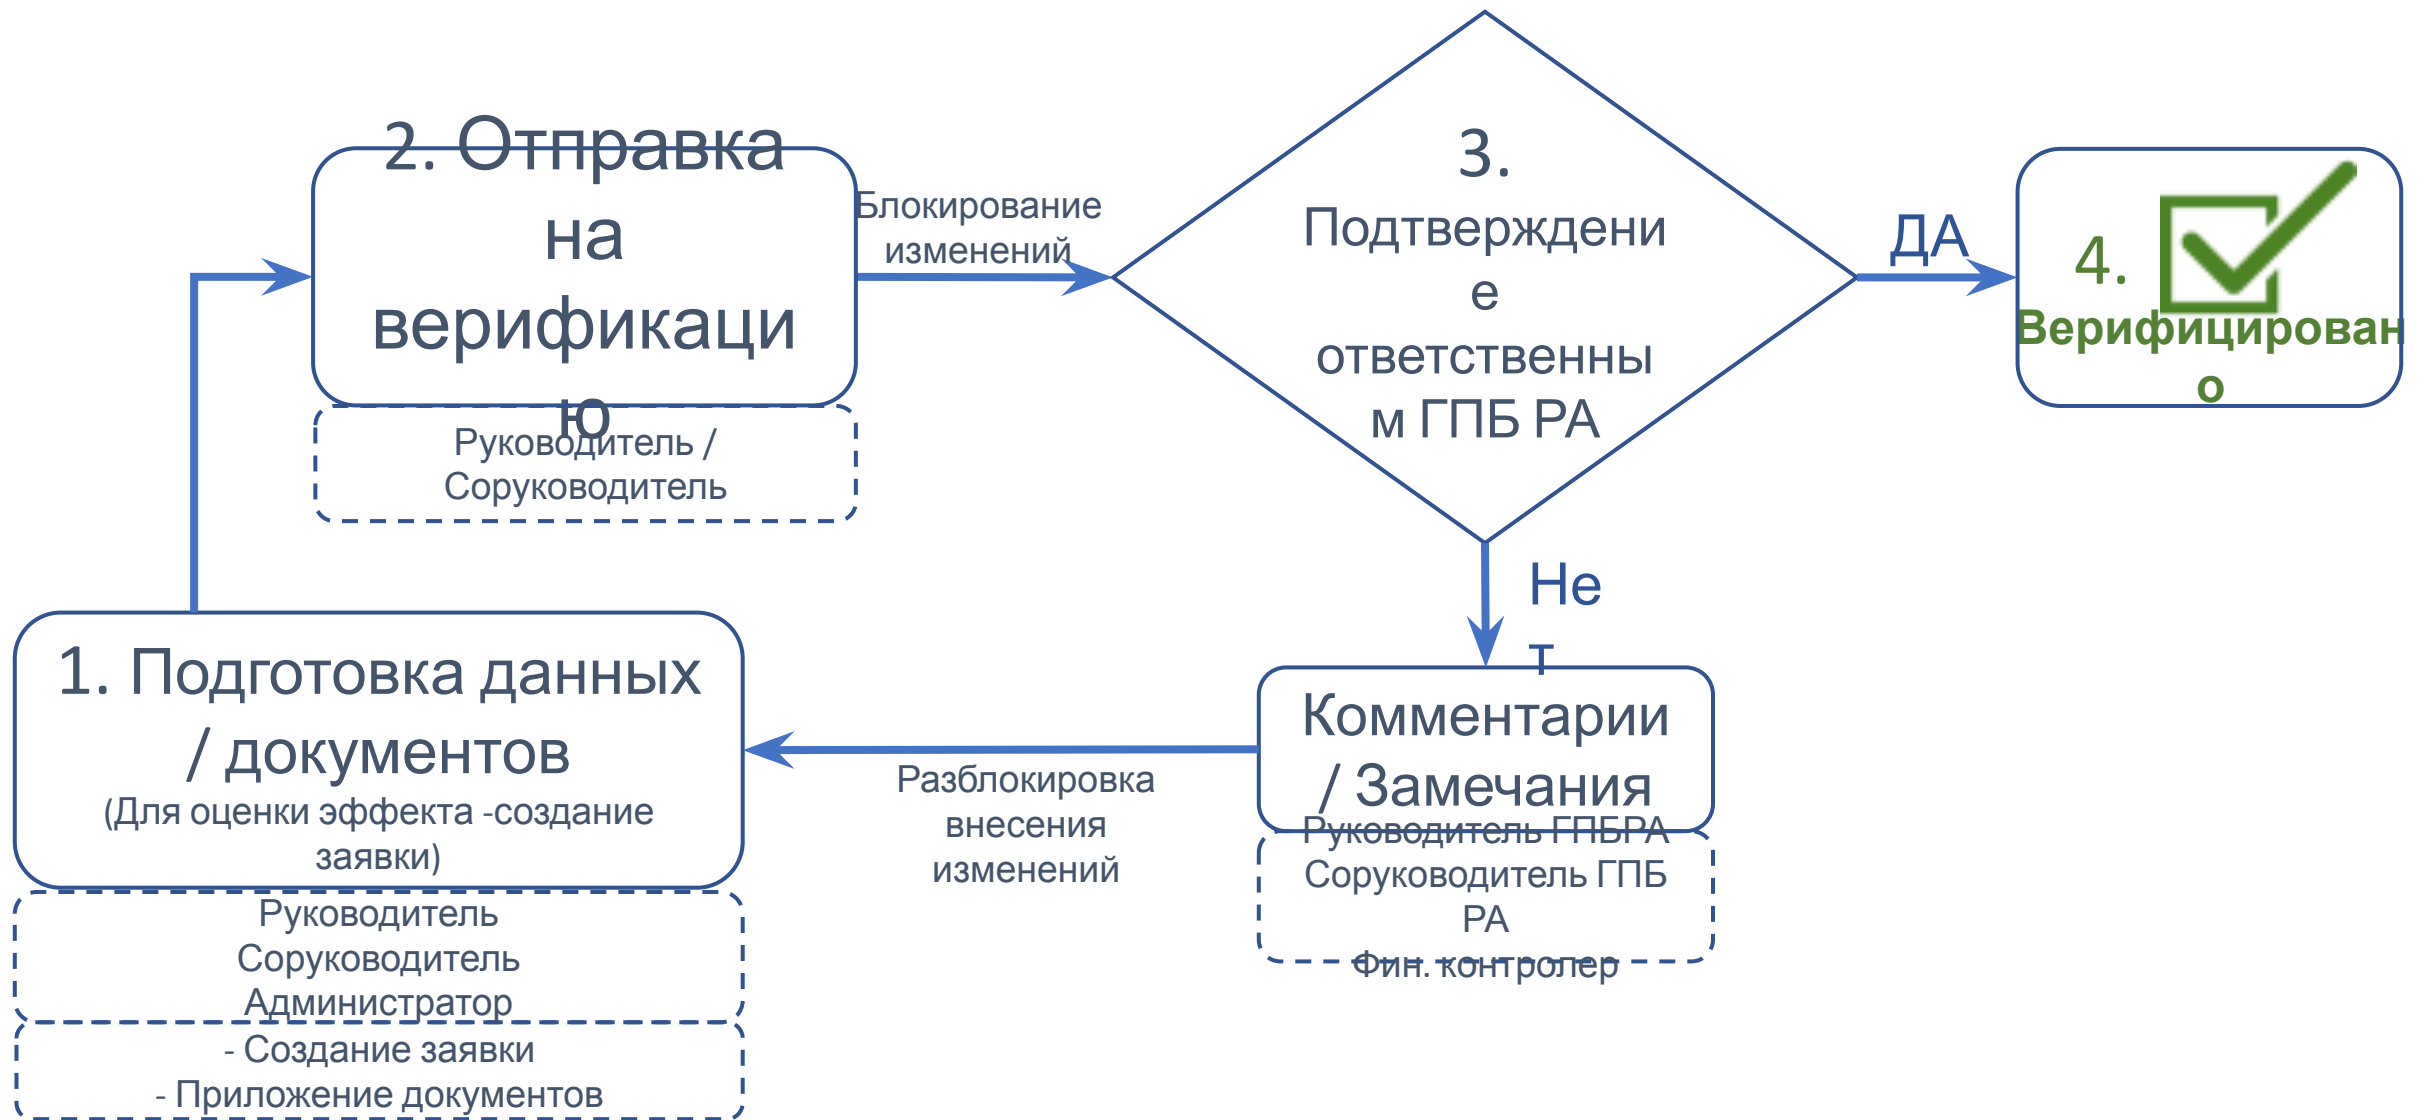 2. Отправка
на
верификаци
ю
Руководитель /
Соруководитель
Блокирование
изменений
3.
Подтверждени
е
ответственны
м ГПБ РА
ДА
4.
Верифицирован
о
Не
т
Комментарии
/ Замечания
Руководитель ГПБРА
Соруководитель ГПБ
РА
Фин. контролер
Разблокировка
внесения
изменений
1. Подготовка данных
/ документов
(Для оценки эффекта -создание
заявки)
Руководитель
Соруководитель
Администратор
- Создание заявки
- Приложение документов